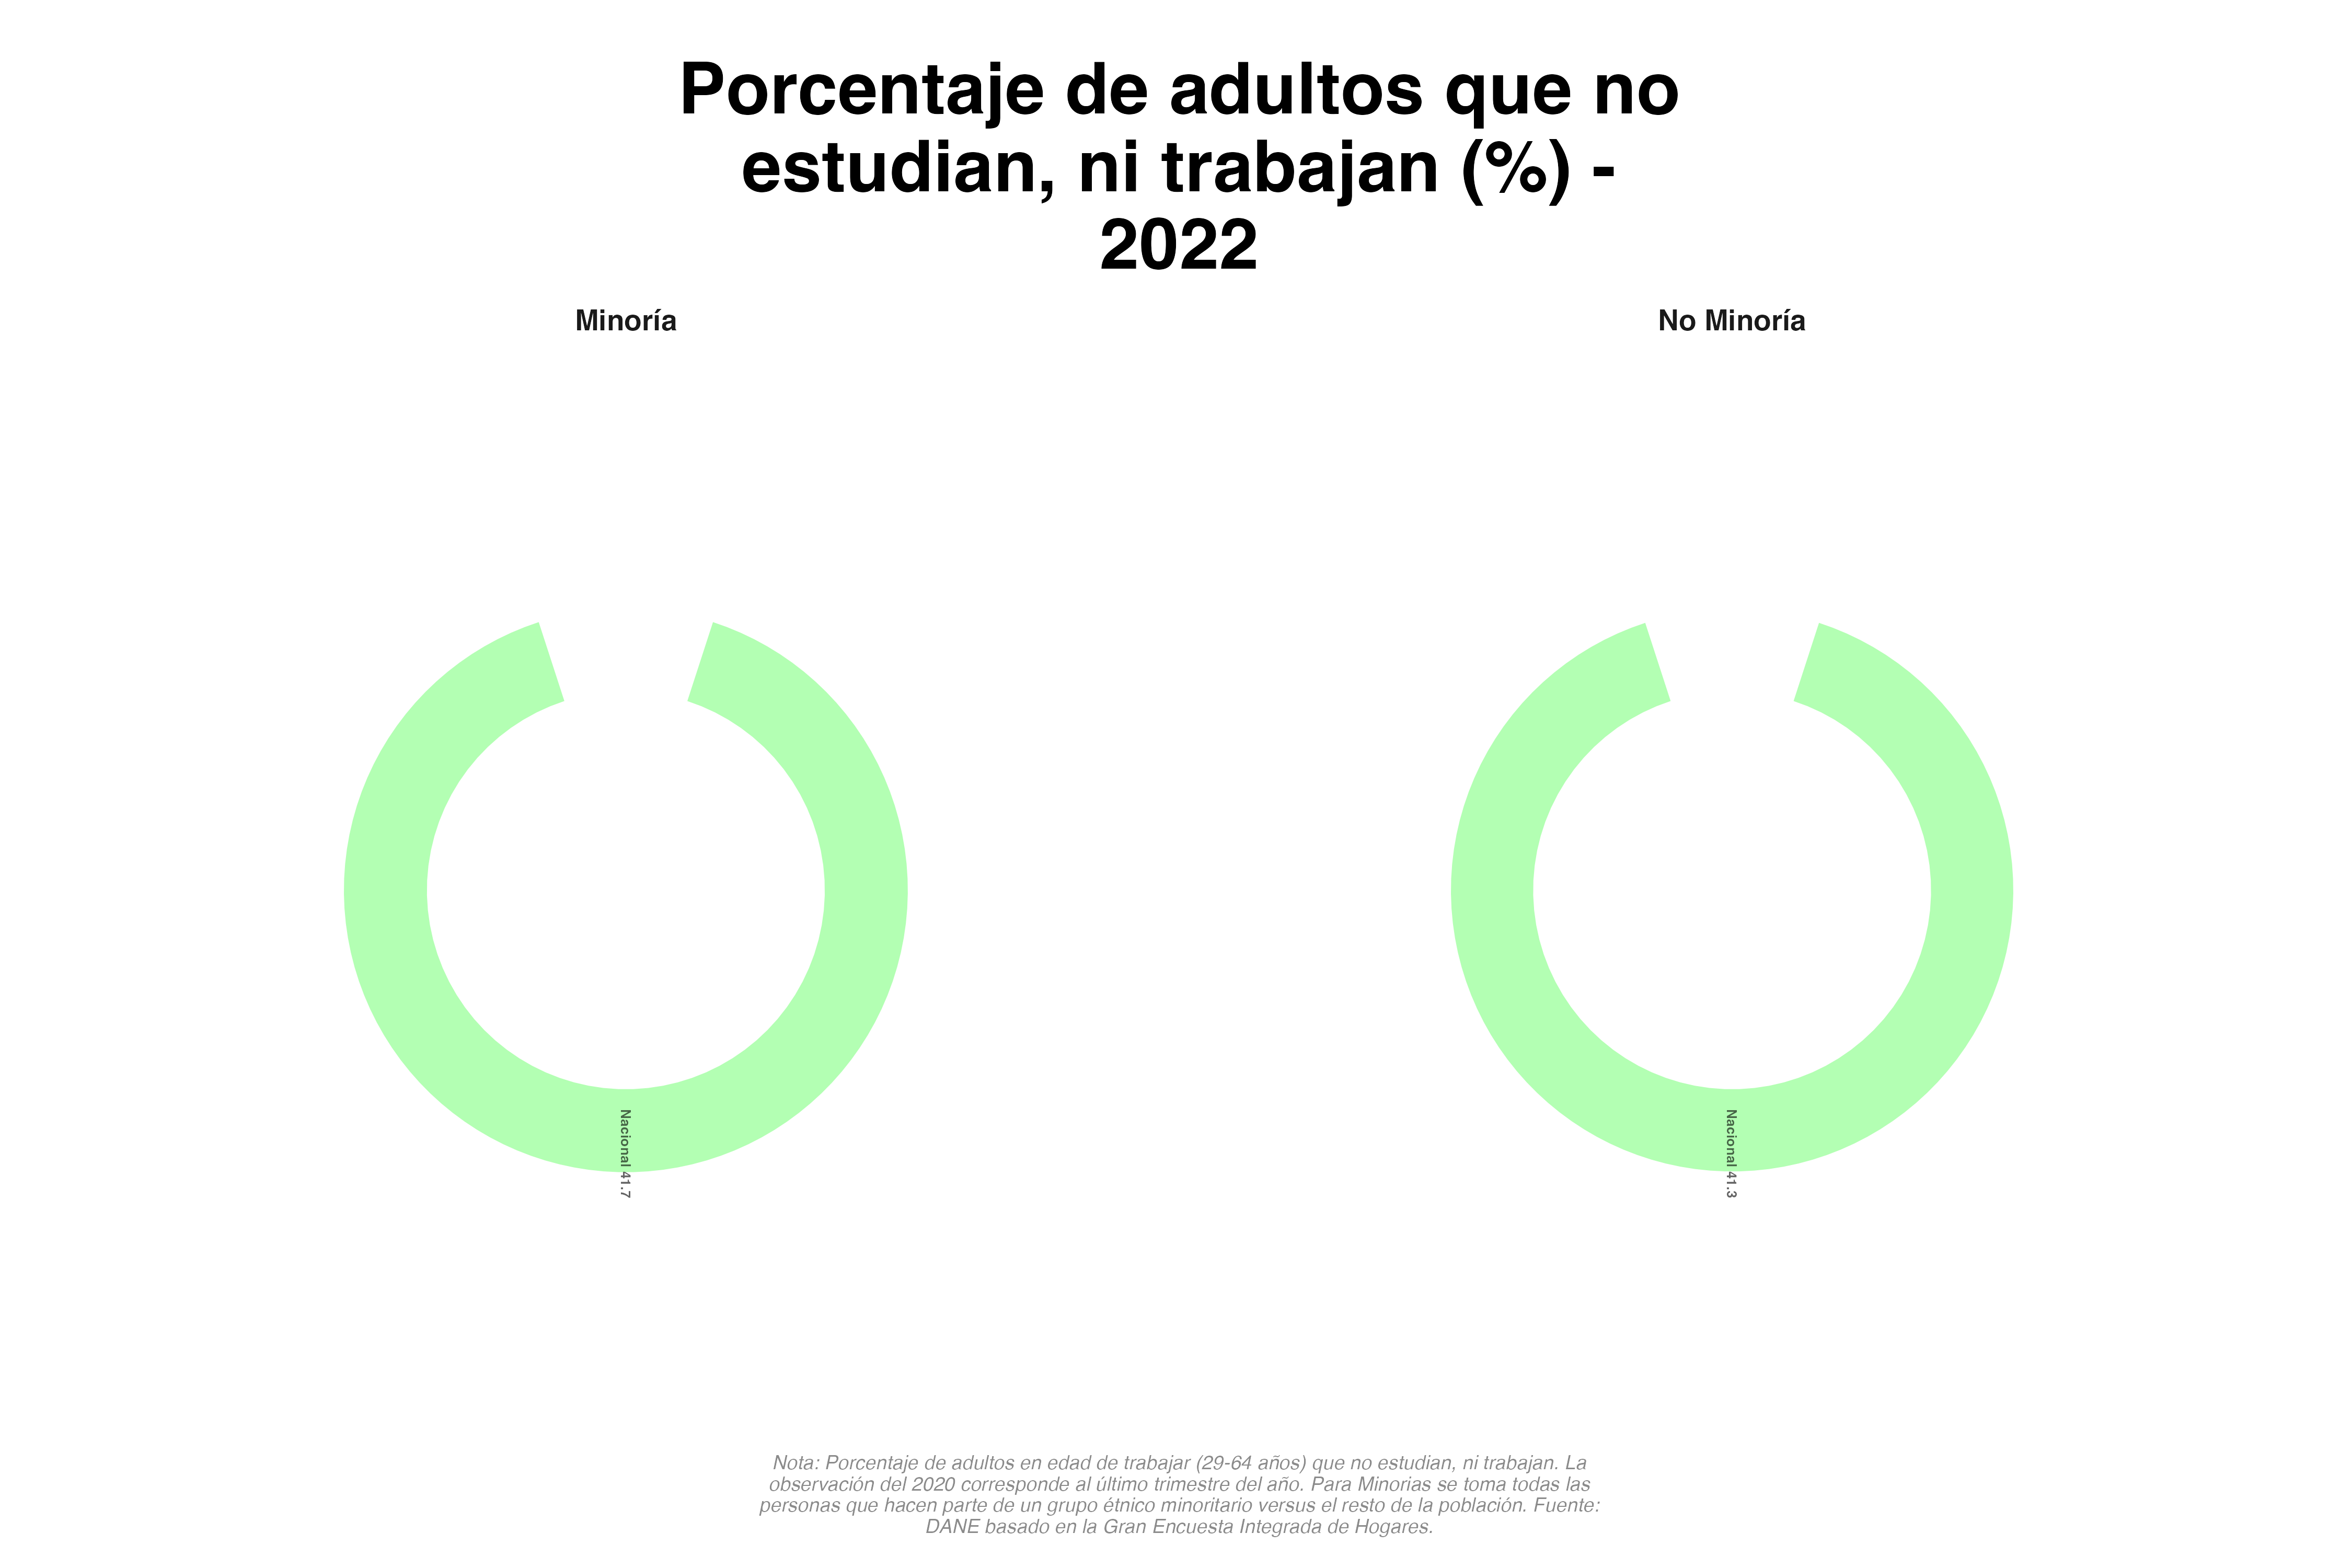 Porcentaje de adultos que no
estudian, ni trabajan (%) -
2022
Minoría
No Minoría
Nacional 41.7
Nacional 41.3
Nota: Porcentaje de adultos en edad de trabajar (29-64 años) que no estudian, ni trabajan. La
observación del 2020 corresponde al último trimestre del año. Para Minorias se toma todas las
personas que hacen parte de un grupo étnico minoritario versus el resto de la población. Fuente:
DANE basado en la Gran Encuesta Integrada de Hogares.